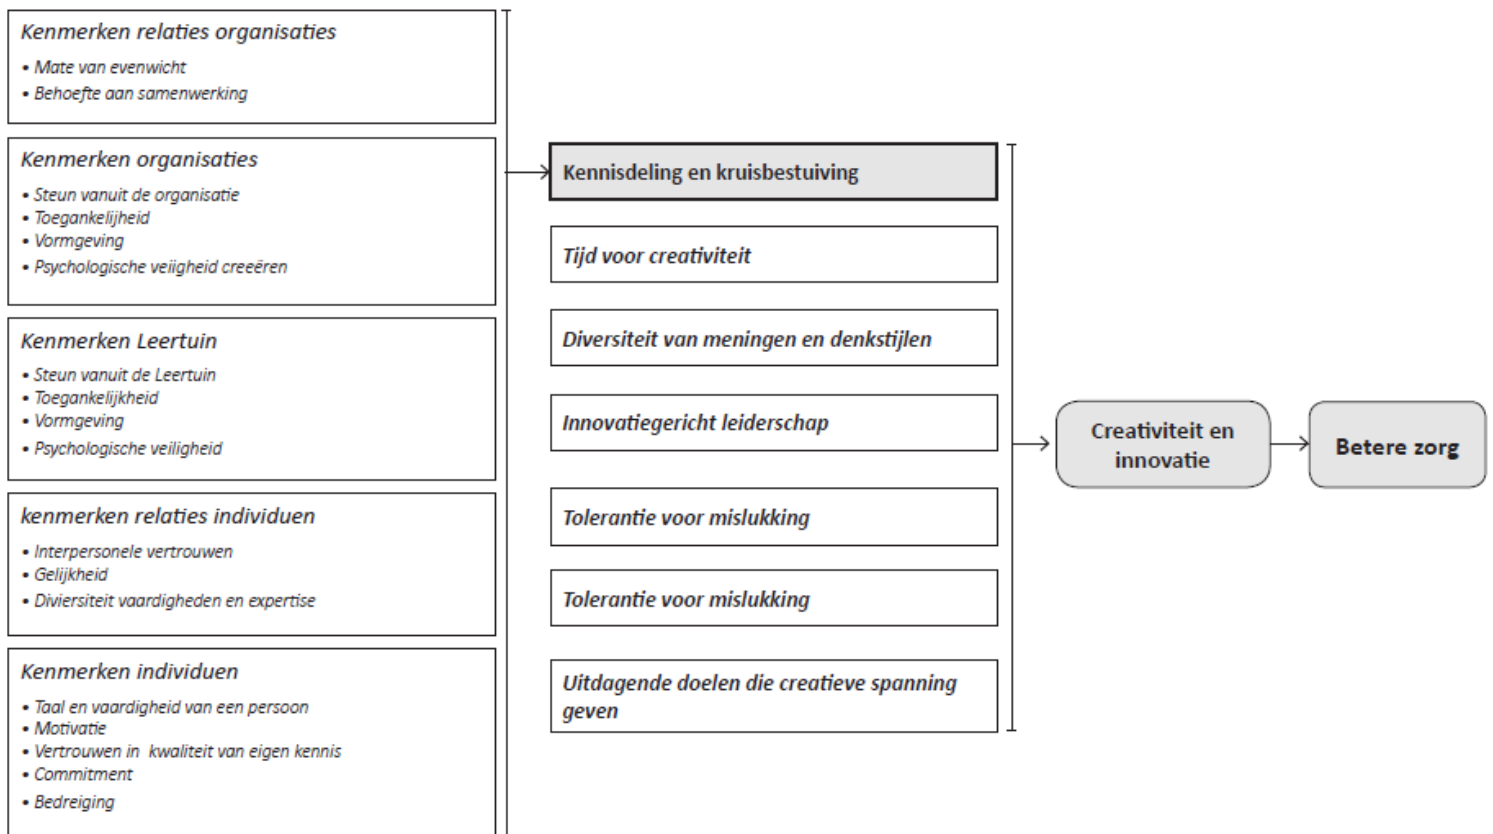 Kenmerken relaties organisaties
• Mate van evenwicht
• Behoefte aan samenwerking
Kenmerken organisaties
• Steun vanuit de organisatie
• Toegankelijheid
• Vormgeving
• Psychologische veiigheid creeëren
Kenmerken Leertuin
• Steun vanuit de Leertuin
• Toegankelijkheid
• Vormgeving
• Psychologische veiligheid
kenmerken relaties individuen
• Interpersonele vertrouwen
• Gelijkheid
• Diviersiteit vaardigheden en expertise
Kenmerken individuen
• Taal en vaardigheid van een persoon
• Motivatie
• Vertrouwen in kwaliteit van eigen kennis
• Commitment
• Bedreiging
Kennisdeling en kruisbestuiving
Tijd voor creativiteit
Diversiteit van meningen en denkstijlen
Innovatiegericht leiderschap
Tolerantie voor mislukking
Tolerantie voor mislukking
Uitdagende doelen die creatieve spanning
geven
Creativiteit en
innovatie
Betere zorg